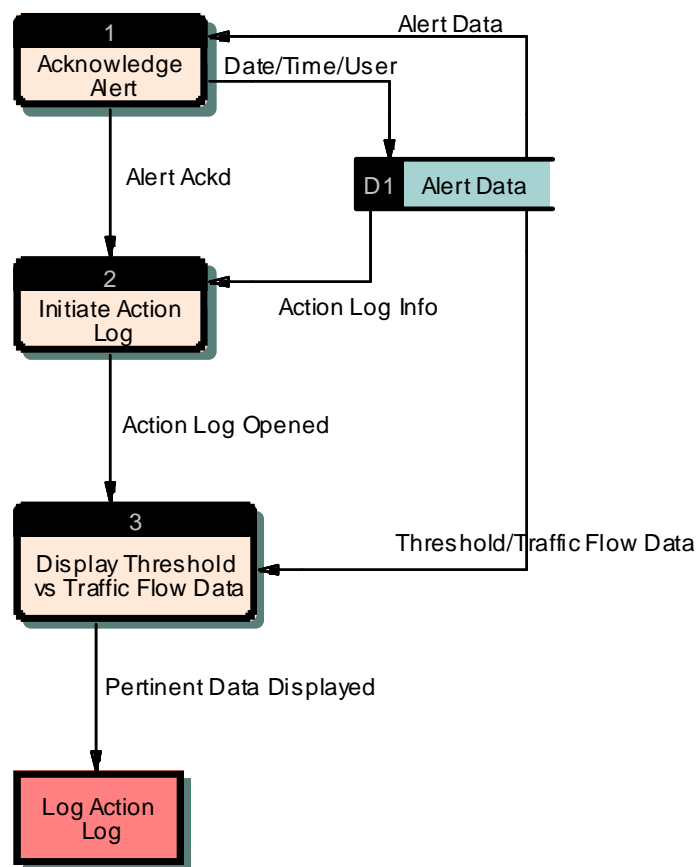 1
Alert Data
Acknowledge
Alert
Date/Time/User
Alert Ackd
D1
Alert Data
2
Initiate Action
Log
Action Log Info
Action Log Opened
3
Display Threshold
vs Traffic Flow Data
Threshold/Traffic Flow Data
Pertinent Data Displayed
Log Action
Log